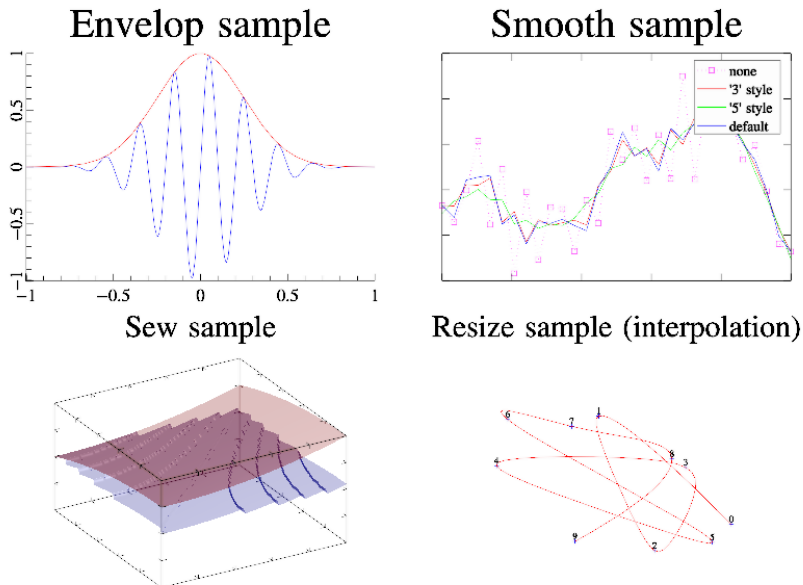 Envelop sample
Smooth sample
1
0.5
0
−0.5
−1
−1
−0.5
0
0.5
1
none
'3' style
'5' style
default
Sew sample
Resize sample (interpolation)
6
7
1
4
8
3
0
9
2
5